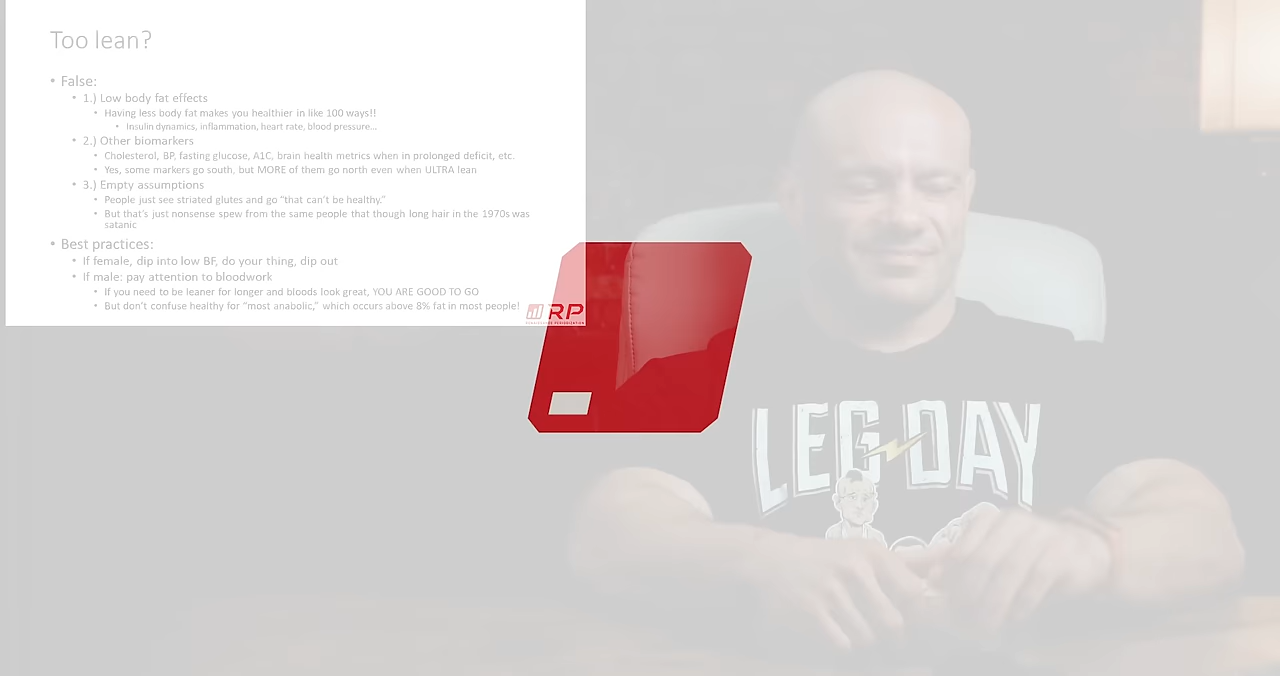 Too lean?
• False:
• 1.) Low body fat effects
• Having less body fat makes you healthier in like 100 ways!!
• Insulin dynamics, inflammation, heart rate, blood pressure...
• 2.) Other biomarkers
• Cholesterol, BP, fasting glucose, A1C, brain health metrics when in prolonged deficit, etc.
• Yes, some markers go south, but MORE of them go north even when ULTRA lean
• 3.) Empty assumptions
• People just see striated glutes and go "that can't be healthy."
• But that's just nonsense spew from the same people that though long hair in the 1970s was
satanic
• Best practices:
• If female, dip into low BF, do your thing, dip out
• If male: pay attention to bloodwork
• If you need to be leaner for longer and bloods look great, YOU ARE GOOD TO GO
• But don't confuse healthy for "most anabolic," which occurs above 8% fat in most people!
RP
RENAISSANCE PERIODIZATION
LEG DAY